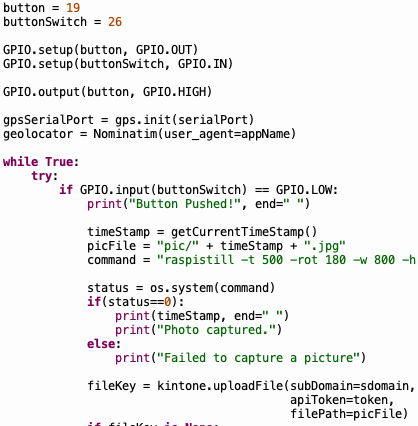 button = 19
buttonSwitch = 26
GPIO.setup(button, GPIO.OUT)
GPIO.setup(buttonSwitch, GPIO.IN)
GPIO.output(button, GPIO.HIGH)
gpsSerialPort = gps.init(serialPort)
geolocator = Nominatim(user_agent=appName)
while True:
    try:
        if GPIO.input(buttonSwitch) == GPIO.LOW:
            print("Button Pushed!", end=" ")
            timeStamp = getCurrentTimeStamp()
            picFile = "pic/" + timeStamp + ".jpg"
            command = "raspistill -t 500 -rot 180 -w 800 -h
            status = os.system(command)
            if(status==0):
                print(timeStamp, end=" ")
                print("Photo captured.")
            else:
                print("Failed to capture a picture")
            fileKey = kintone.uploadFile(subDomain=sdomain,
                                         apiToken=token,
                                         filePath=picFile)
            if fileKey is None: